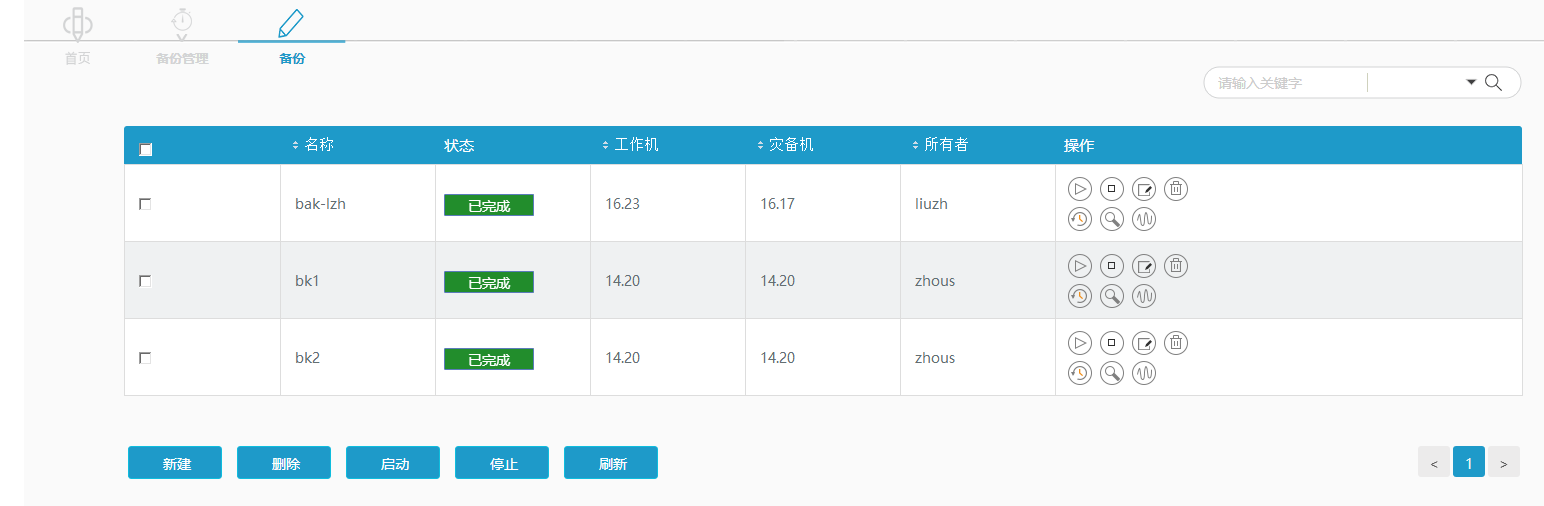 首页 备份管理 备份
请输入关键字
名称 状态 工作机 灾备机 所有者 操作
bak-lzh 已完成 16.23 16.17 liuzh
bk1 已完成 14.20 14.20 zhous
bk2 已完成 14.20 14.20 zhous
新建 删除 启动 停止 刷新 < 1 >